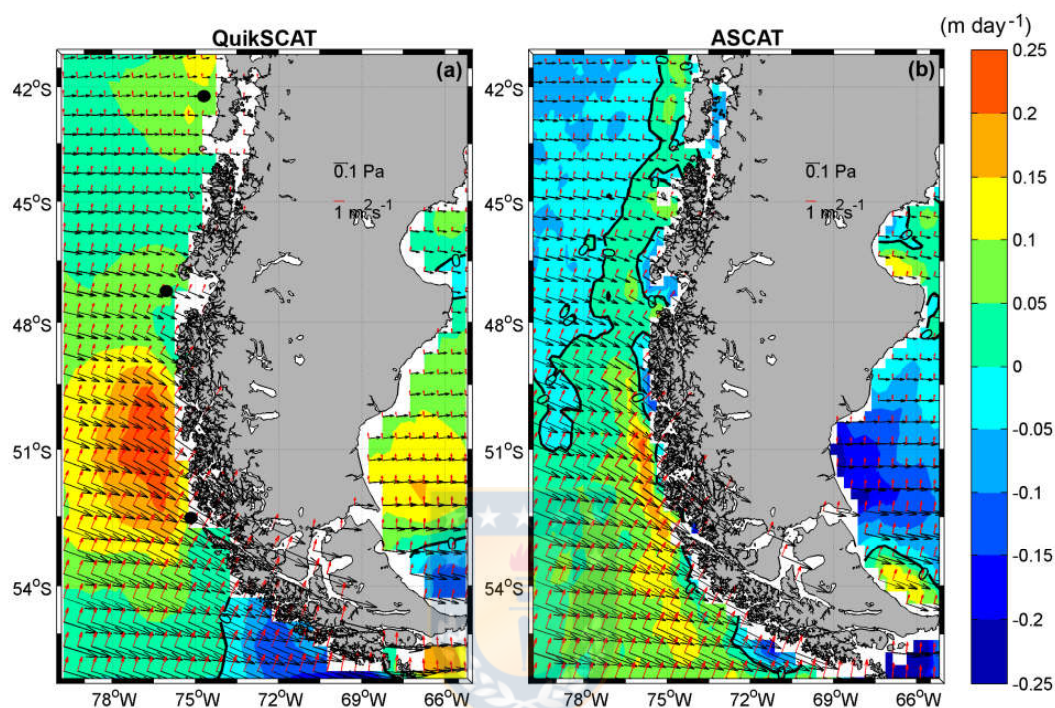 QuikSCAT
ASCAT
(m day⁻¹)
(a)
(b)
42°S
45°S
48°S
51°S
54°S
78°W 75°W 72°W 69°W 66°W
0.1 Pa
1 m² s⁻¹
42°S
45°S
48°S
51°S
54°S
78°W 75°W 72°W 69°W 66°W
0.1 Pa
1 m² s⁻¹
0.25
0.2
0.15
0.1
0.05
0
-0.05
-0.1
-0.15
-0.2
-0.25